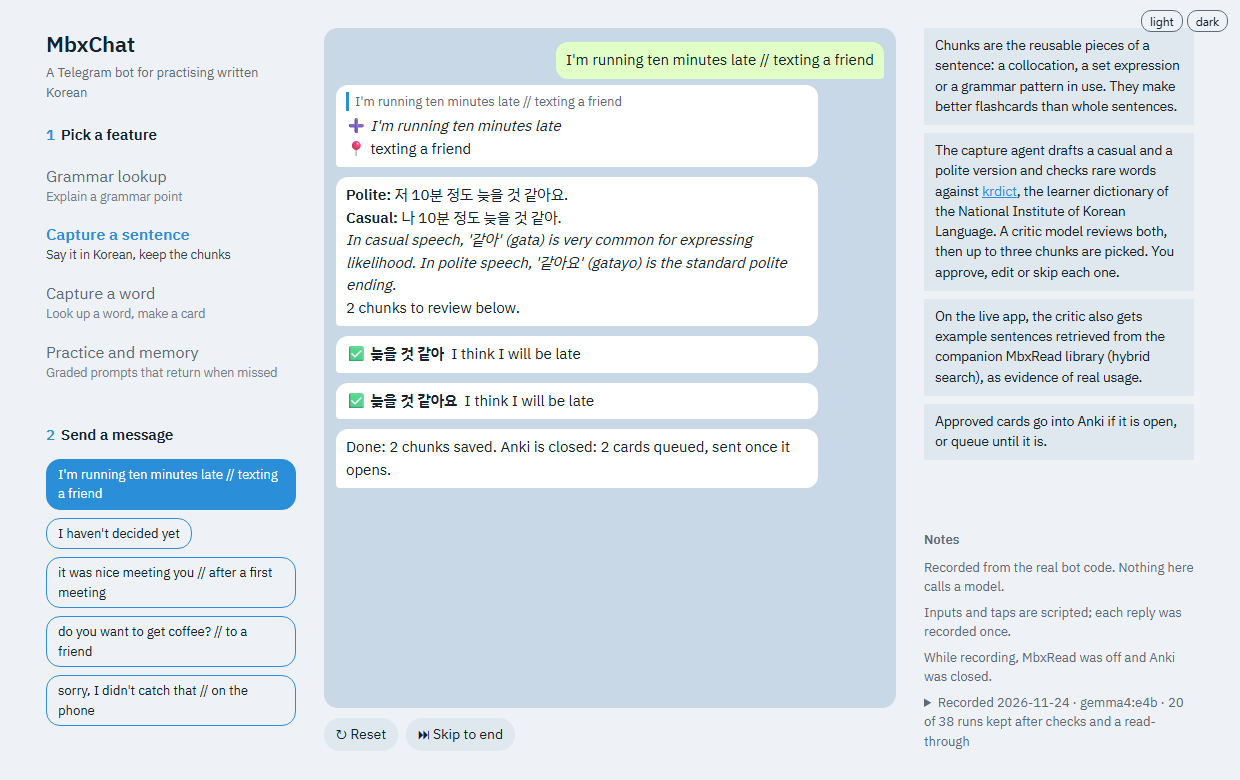 MbxChat
A Telegram bot for practising written
Korean
1 Pick a feature
Grammar lookup
Explain a grammar point
Capture a sentence
Say it in Korean, keep the chunks
Capture a word
Look up a word, make a card
Practice and memory
Graded prompts that return when missed
2 Send a message
I'm running ten minutes late // texting
a friend
I haven't decided yet
it was nice meeting you // after a first
meeting
do you want to get coffee? // to a
friend
sorry, I didn't catch that // on the
phone
I'm running ten minutes late // texting a friend
I'm running ten minutes late // texting a friend
I'm running ten minutes late
texting a friend
Polite: 저 10분 정도 늦을 것 같아요.
Casual: 나 10분 정도 늦을 것 같아.
In casual speech, '같아' (gata) is very common for expressing
likelihood. In polite speech, '같아요' (gatayo) is the standard polite
ending.
2 chunks to review below.
✅ 늦을 것 같아 I think I will be late
✅ 늦을 것 같아요 I think I will be late
Done: 2 chunks saved. Anki is closed: 2 cards queued, sent once it
opens.
↻ Reset
⏭ Skip to end
light
dark
Chunks are the reusable pieces of a
sentence: a collocation, a set expression
or a grammar pattern in use. They make
better flashcards than whole sentences.
The capture agent drafts a casual and a
polite version and checks rare words
against krdict, the learner dictionary of
the National Institute of Korean
Language. A critic model reviews both,
then up to three chunks are picked. You
approve, edit or skip each one.
On the live app, the critic also gets
example sentences retrieved from the
companion MbxRead library (hybrid
search), as evidence of real usage.
Approved cards go into Anki if it is open,
or queue until it is.
Notes
Recorded from the real bot code. Nothing here
calls a model.
Inputs and taps are scripted; each reply was
recorded once.
While recording, MbxRead was off and Anki
was closed.
▶ Recorded 2026-11-24 · gemma4:e4b · 20
of 38 runs kept after checks and a read-
through